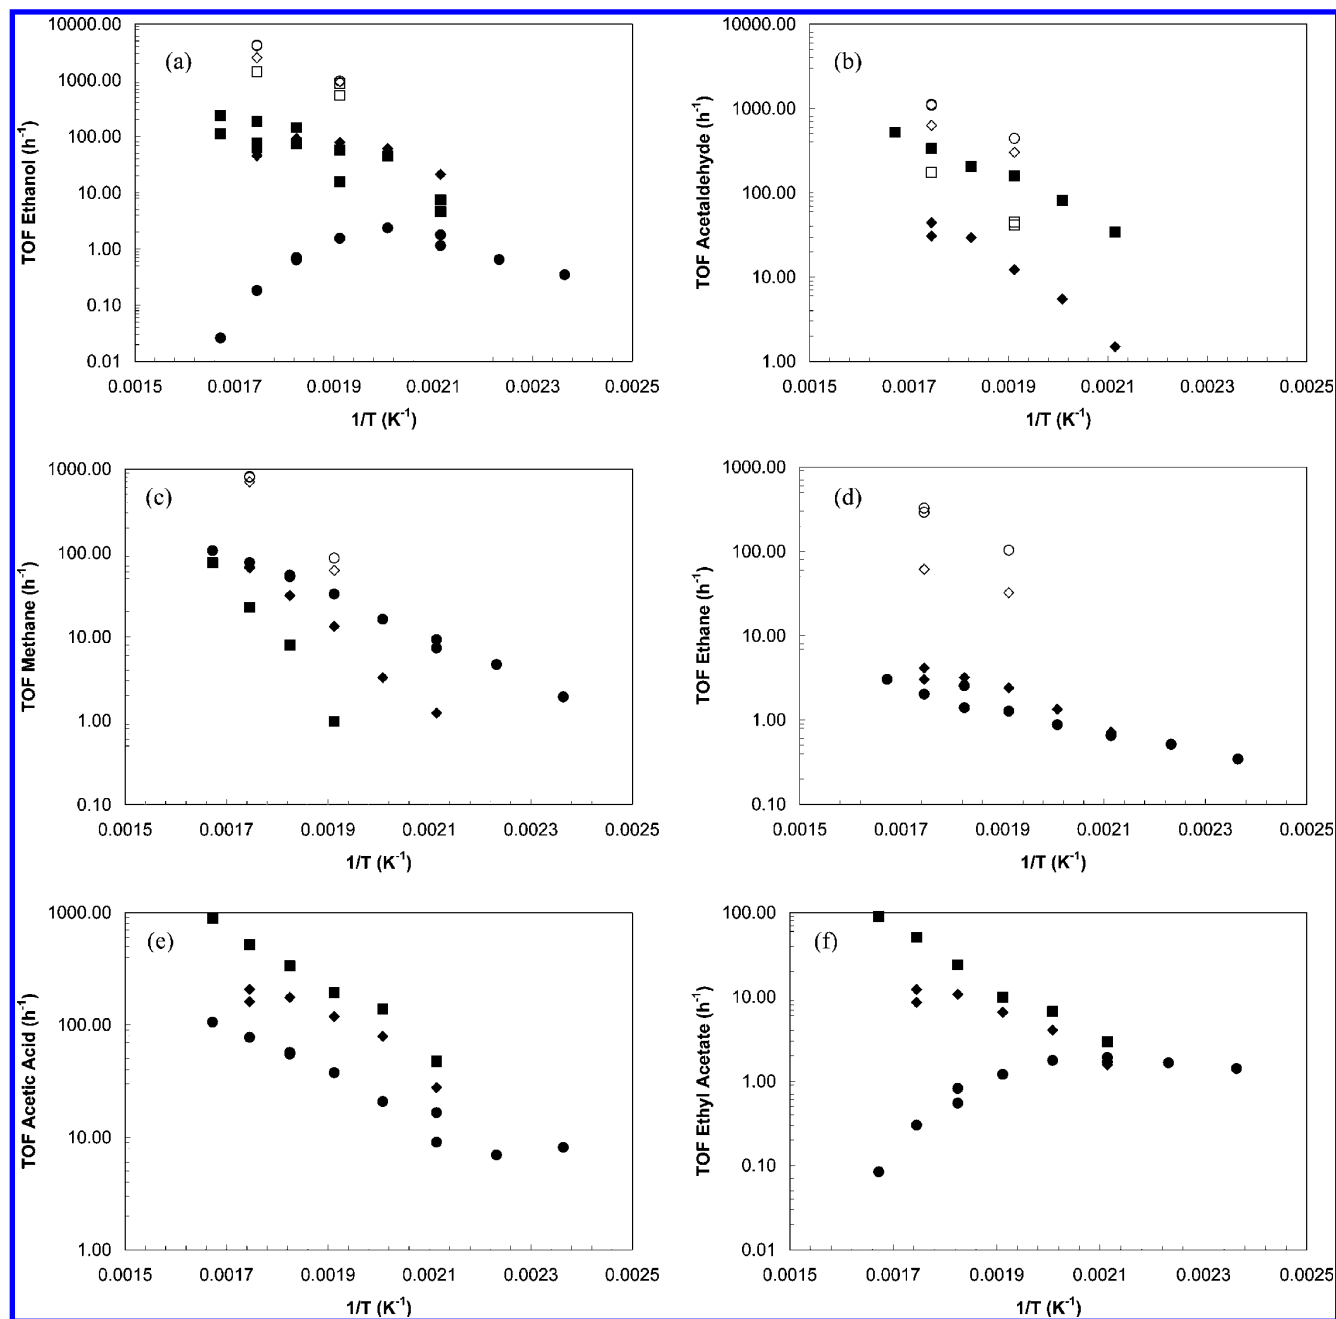 (a)
TOF Ethanol (h⁻¹)
10000.00
1000.00
100.00
10.00
1.00
0.10
0.01
0.0015 0.0017 0.0019 0.0021 0.0023 0.0025
1/T (K⁻¹)
(b)
TOF Acetaldehyde (h⁻¹)
10000.00
1000.00
100.00
10.00
1.00
0.0015 0.0017 0.0019 0.0021 0.0023 0.0025
1/T (K⁻¹)
(c)
TOF Methane (h⁻¹)
1000.00
100.00
10.00
1.00
0.10
0.0015 0.0017 0.0019 0.0021 0.0023 0.0025
1/T (K⁻¹)
(d)
TOF Ethane (h⁻¹)
1000.00
100.00
10.00
1.00
0.10
0.0015 0.0017 0.0019 0.0021 0.0023 0.0025
1/T (K⁻¹)
(e)
TOF Acetic Acid (h⁻¹)
1000.00
100.00
10.00
1.00
0.0015 0.0017 0.0019 0.0021 0.0023 0.0025
1/T (K⁻¹)
(f)
TOF Ethyl Acetate (h⁻¹)
100.00
10.00
1.00
0.10
0.01
0.0015 0.0017 0.0019 0.0021 0.0023 0.0025
1/T (K⁻¹)